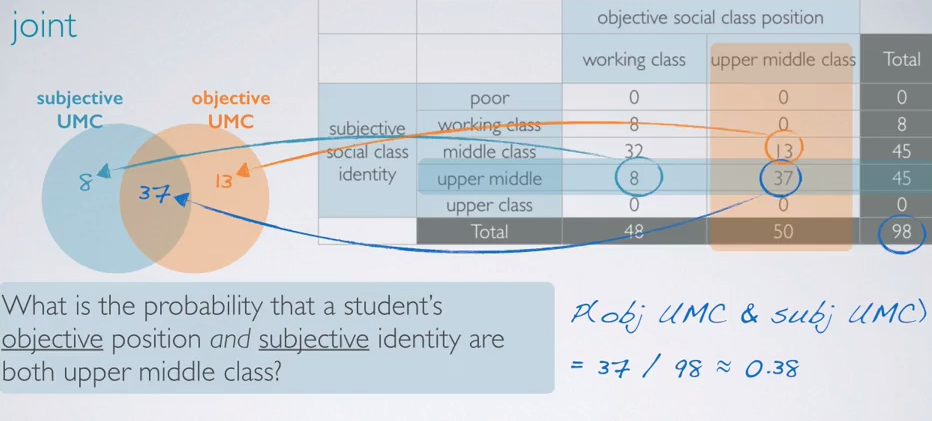 joint
objective social class position
working class upper middle class Total
subjective UMC
objective UMC
subjective social class identity
poor 0 0 0
working class 8 0 8
middle class 32 13 45
upper middle 8 37 45
upper class 0 0 0
Total 48 50 98
8 37 13
What is the probability that a student's
objective position and subjective identity are
both upper middle class?
P(obj UMC & subj UMC)
= 37 / 98 ≈ 0.38